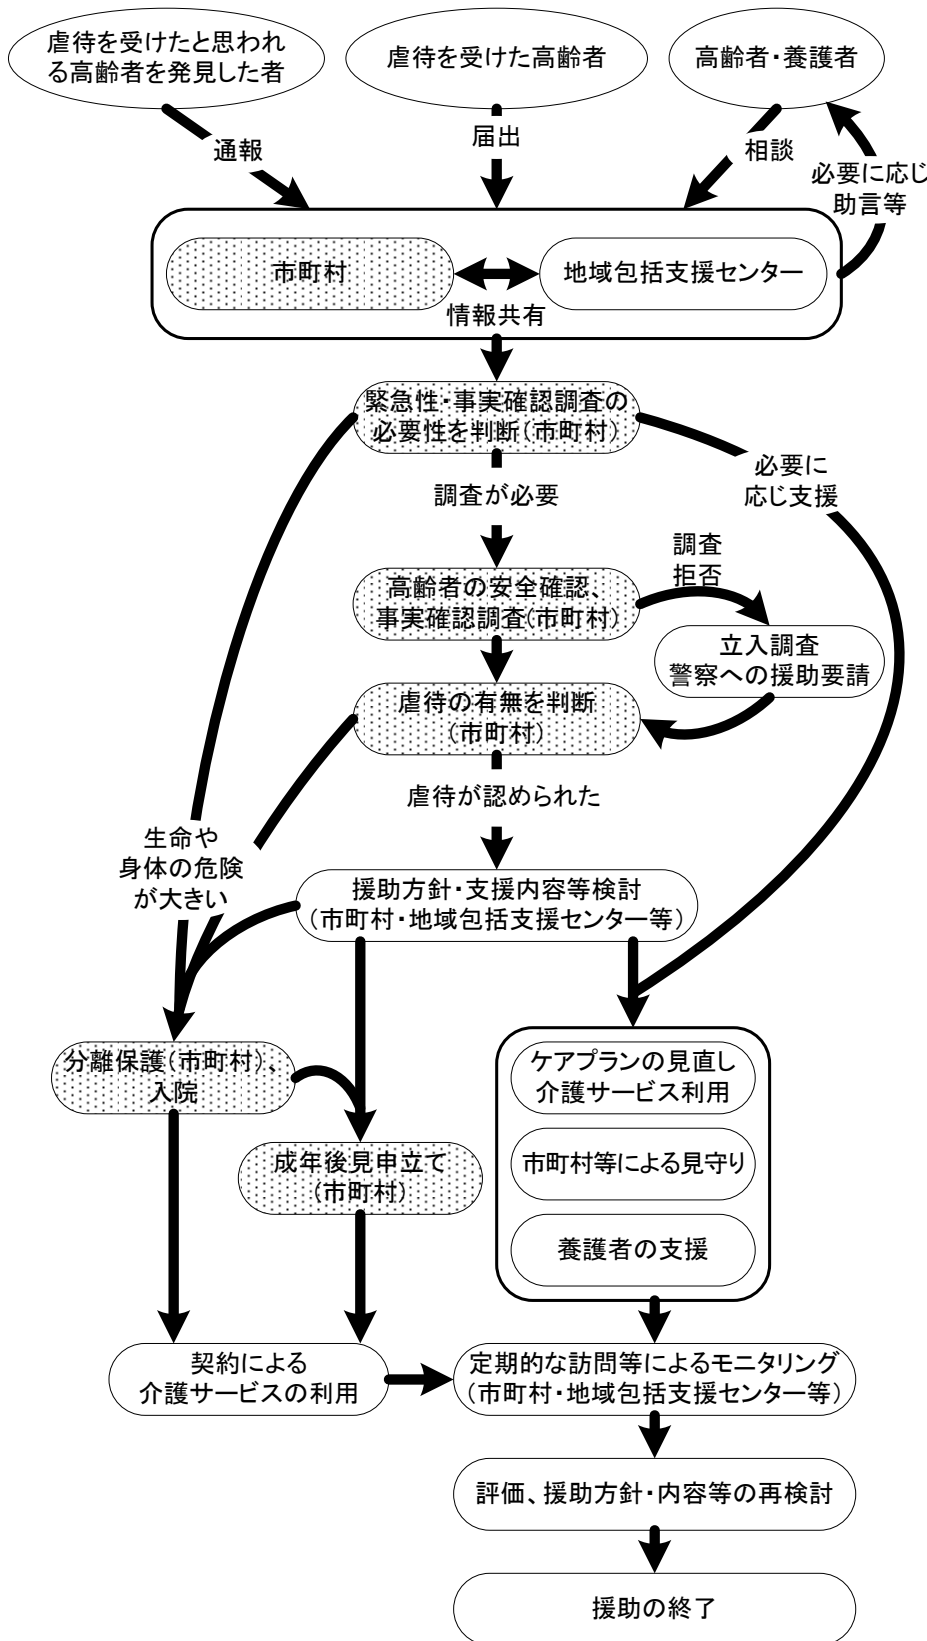 虐待を受けたと思われ
る高齢者を発見した者
虐待を受けた高齢者
高齢者・養護者
通報
届出
相談
必要に応じ
助言等
市町村
地域包括支援センター
情報共有
緊急性・事実確認調査の
必要性を判断(市町村)
必要に
応じ支援
調査が必要
調査
拒否
高齢者の安全確認、
事実確認調査(市町村)
立入調査
警察への援助要請
虐待の有無を判断
(市町村)
虐待が認められた
生命や
身体の危険
が大きい
援助方針・支援内容等検討
(市町村・地域包括支援センター等)
分離保護(市町村)、
入院
ケアプランの見直し
介護サービス利用
成年後見申立て
(市町村)
市町村等による見守り
養護者の支援
契約による
介護サービスの利用
定期的な訪問等によるモニタリング
(市町村・地域包括支援センター等)
評価、援助方針・内容等の再検討
援助の終了